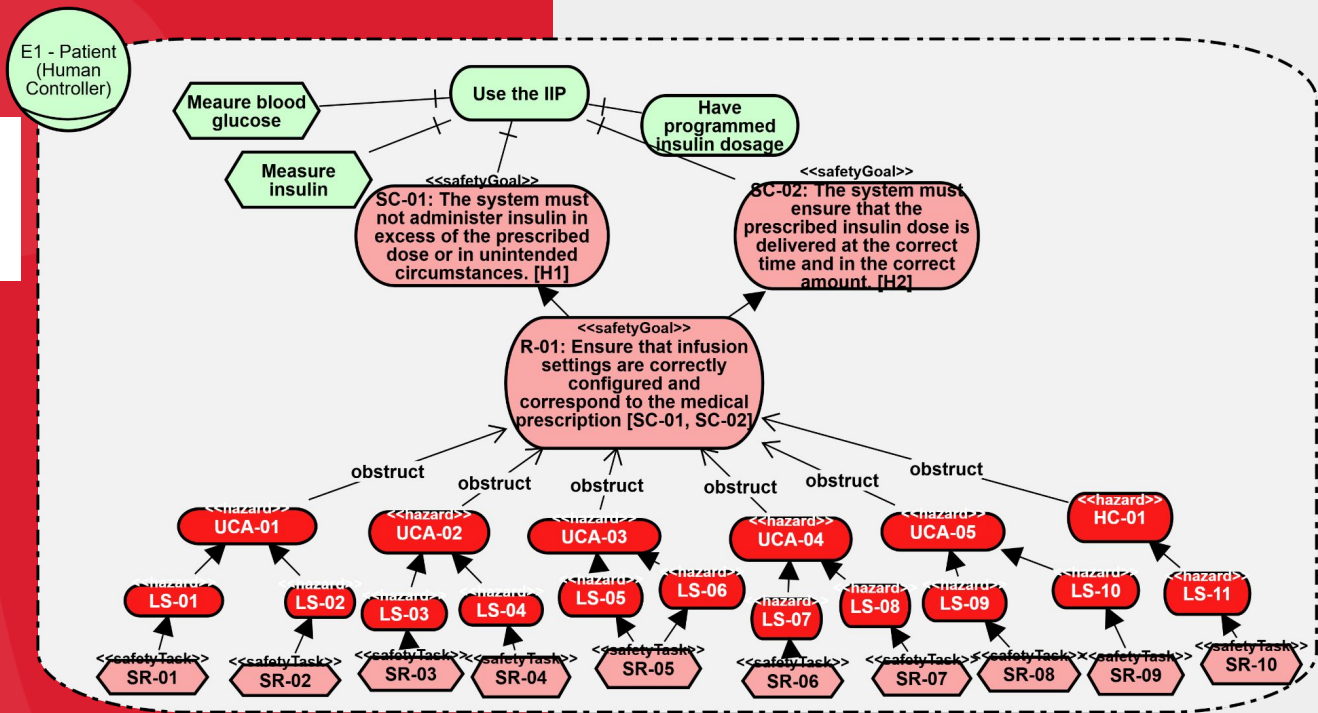 E1 - Patient
(Human
Controller)
Meaure blood
glucose
Use the IIP
Have
programmed
insulin dosage
Measure
insulin
<<safetyGoal>>
SC-01: The system must
not administer insulin in
excess of the prescribed
dose or in unintended
circumstances. [H1]
<<safetyGoal>>
SC-02: The system must
ensure that the
prescribed insulin dose is
delivered at the correct
time and in the correct
amount. [H2]
<<safetyGoal>>
R-01: Ensure that infusion
settings are correctly
configured and
correspond to the medical
prescription [SC-01, SC-02]
obstruct
obstruct
obstruct
obstruct
obstruct
obstruct
<<hazard>>
UCA-01
<<hazard>>
UCA-02
<<hazard>>
UCA-03
<<hazard>>
UCA-04
<<hazard>>
UCA-05
<<hazard>>
HC-01
<<hazard>>
LS-01
<<hazard>>
LS-02
<<hazard>>
LS-03
<<hazard>>
LS-04
<<hazard>>
LS-05
<<hazard>>
LS-06
<<hazard>>
LS-07
<<hazard>>
LS-08
<<hazard>>
LS-09
<<hazard>>
LS-10
<<hazard>>
LS-11
<<safetyTask>>
SR-01
<<safetyTask>>
SR-02
<<safetyTask>>
SR-03
<<safetyTask>>
SR-04
<<safetyTask>>
SR-05
<<safetyTask>>
SR-06
<<safetyTask>>
SR-07
<<safetyTask>>
SR-08
<<safetyTask>>
SR-09
<<safetyTask>>
SR-10